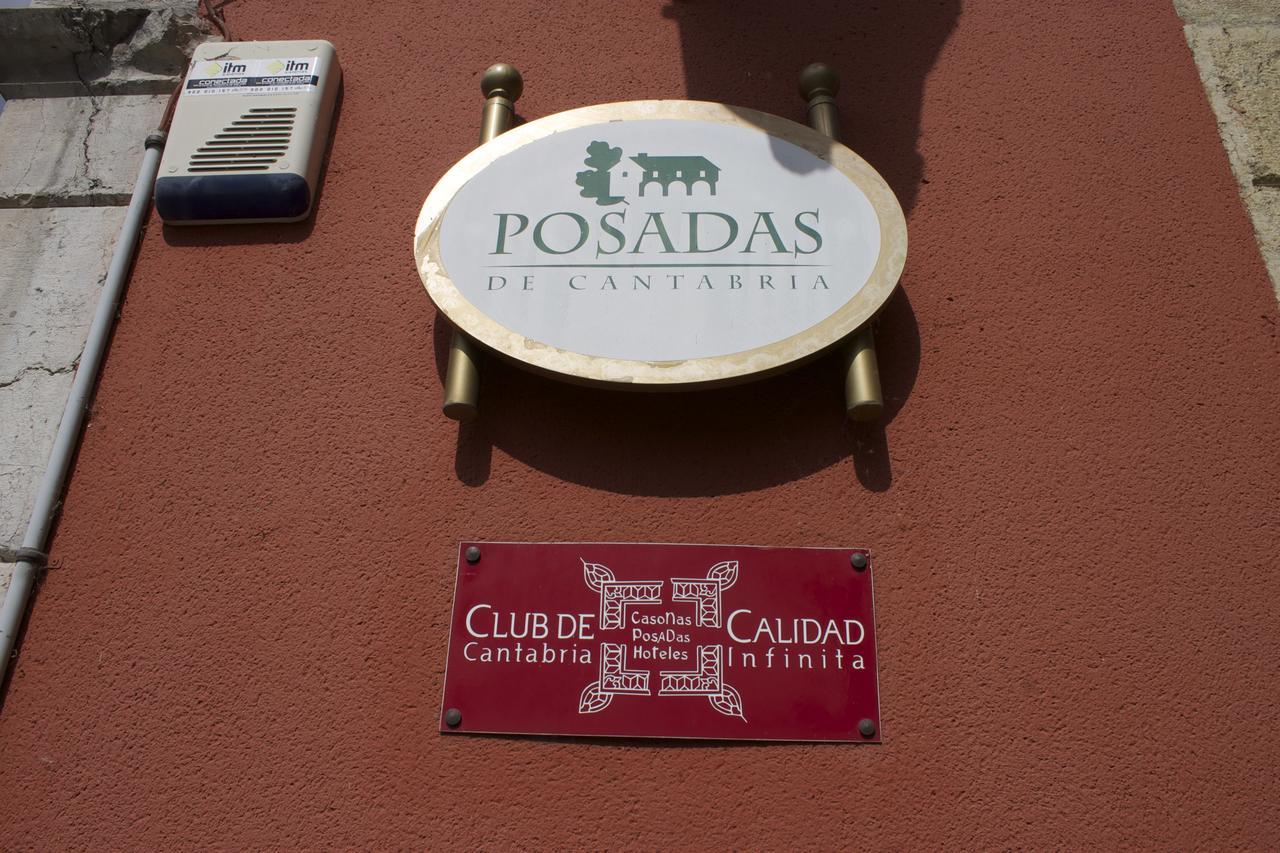 itm itm
conectada conectada
POSADAS
DE CANTABRIA
CLUB DE
Cantabria
CasoNas
PosADas
Hoteles
CALIDAD
Infinita